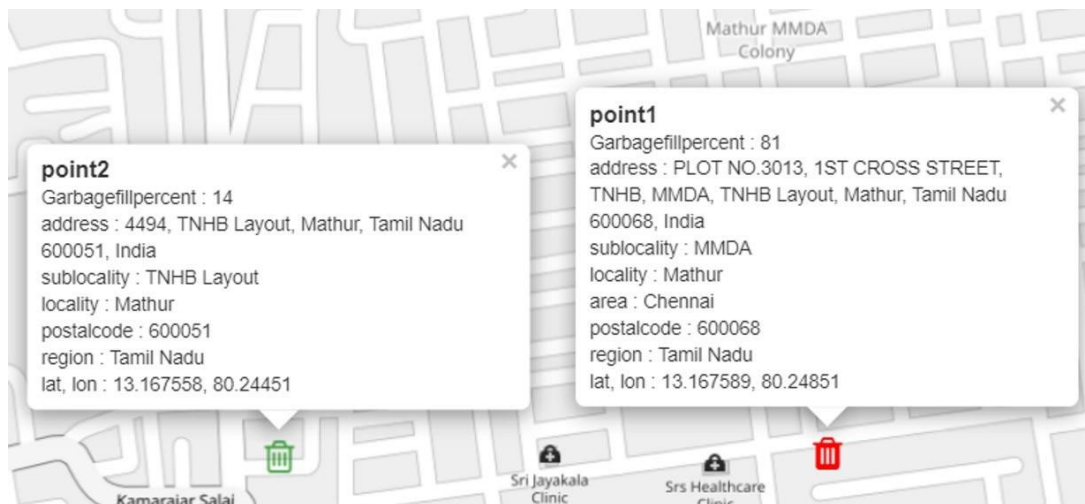 Mathur MMDA
Colony
point2
Garbagefillpercent : 14
address : 4494, TNHB Layout, Mathur, Tamil Nadu
600051, India
sublocality : TNHB Layout
locality : Mathur
postalcode : 600051
region : Tamil Nadu
lat, lon : 13.167558, 80.24451
point1
Garbagefillpercent : 81
address : PLOT NO.3013, 1ST CROSS STREET,
TNHB, MMDA, TNHB Layout, Mathur, Tamil Nadu
600068, India
sublocality : MMDA
locality : Mathur
area : Chennai
postalcode : 600068
region : Tamil Nadu
lat, lon : 13.167589, 80.24851
Kamarajar Salai
Sri Jayakala
Clinic
Srs Healthcare
Clinic